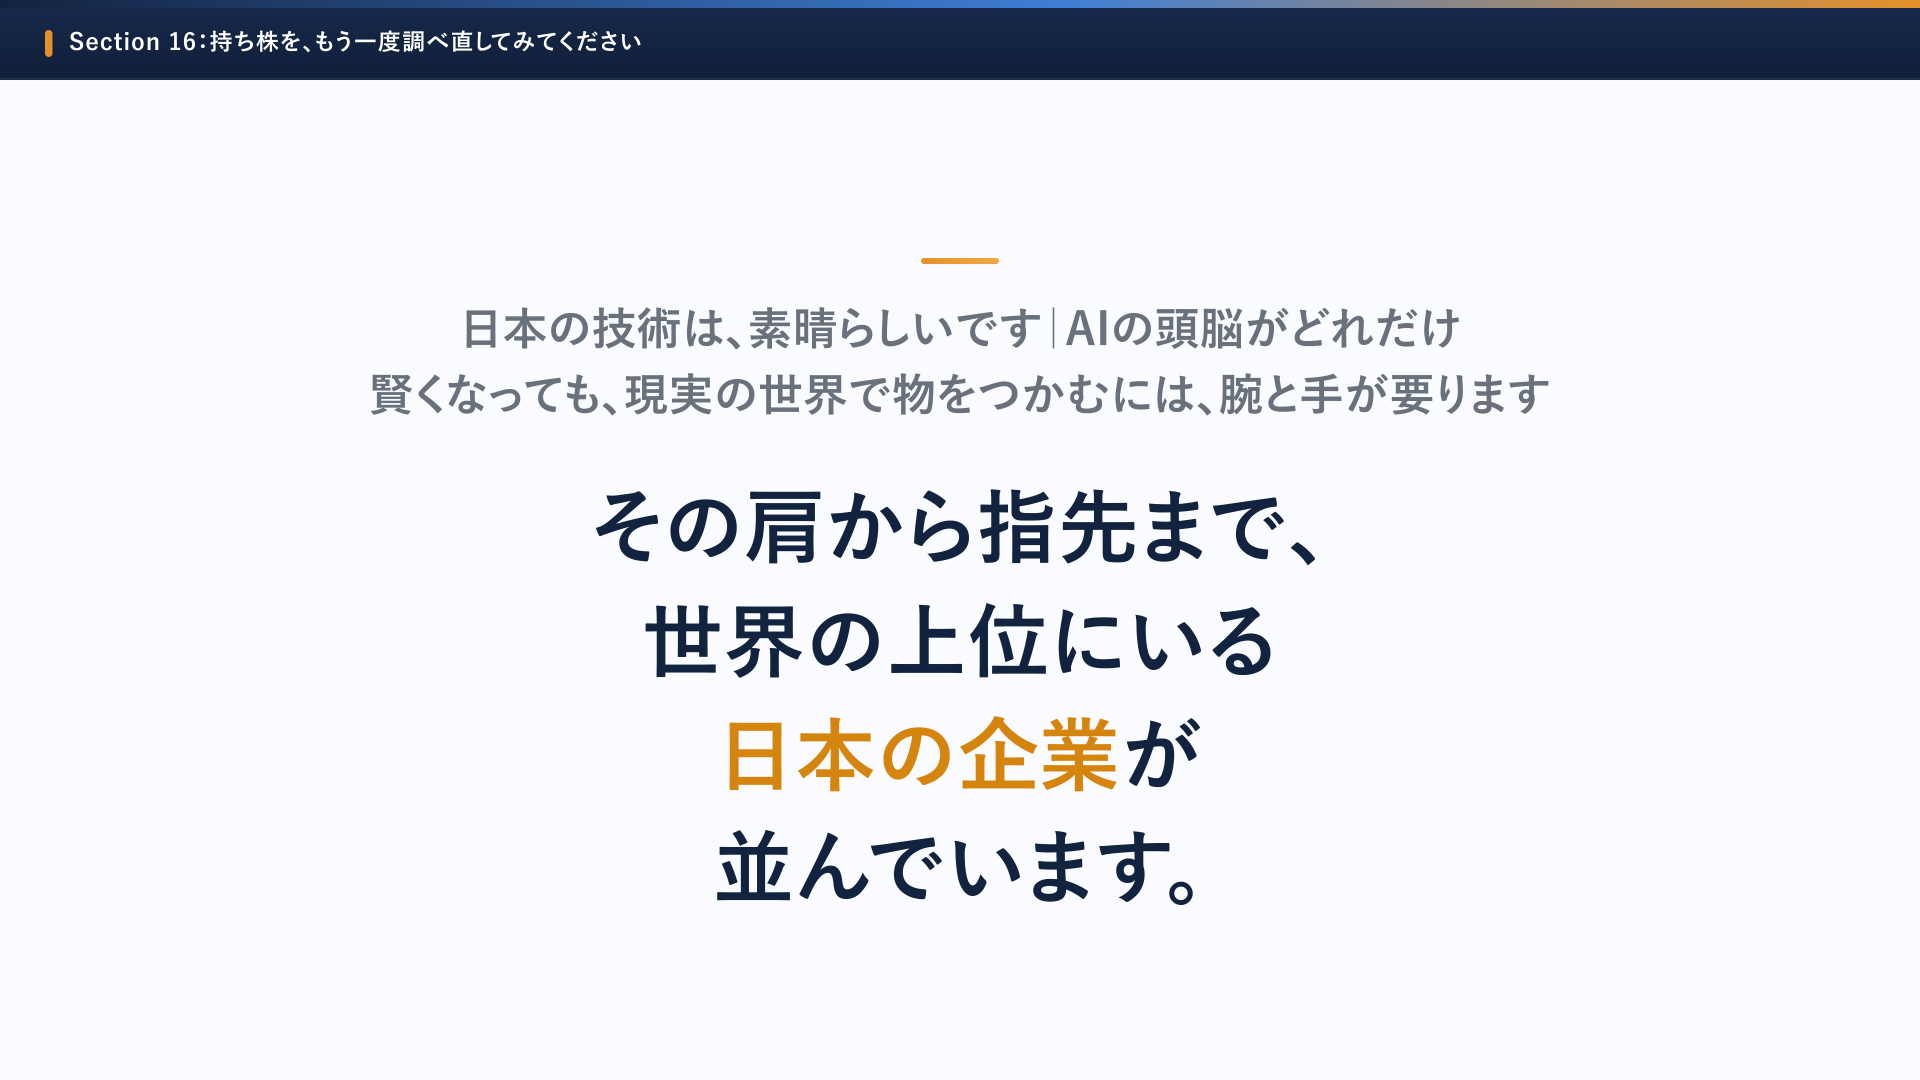 Section 16：持ち株を、もう一度調べ直してみてください
日本の技術は、素晴らしいです｜AIの頭脳がどれだけ
賢くなっても、現実の世界で物をつかむには、腕と手が要ります
その肩から指先まで、
世界の上位にいる
日本の企業が
並んでいます。